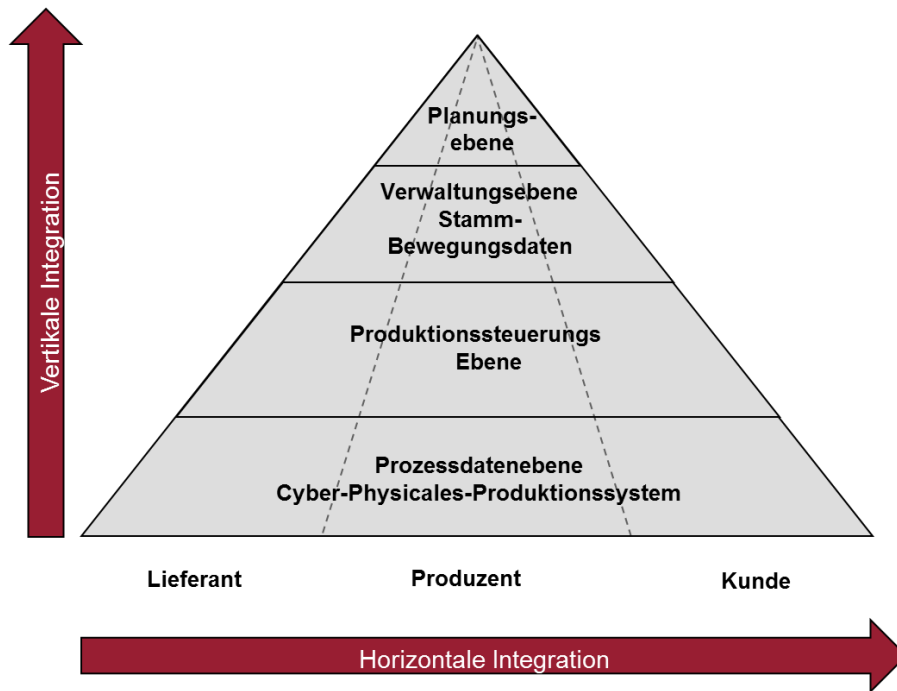 Vertikale Integration
Planungs-
ebene
Verwaltungsebene
Stamm-
Bewegungsdaten
Produktionssteuerungs
Ebene
Prozessdatenebene
Cyber-Physicales-Produktionssystem
Lieferant
Produzent
Kunde
Horizontale Integration